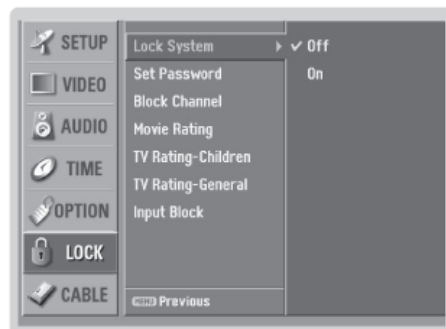 SETUP
VIDEO
AUDIO
TIME
OPTION
LOCK
CABLE
Lock System
Set Password
Block Channel
Movie Rating
TV Rating-Children
TV Rating-General
Input Block
MENU Previous
✓ Off
On